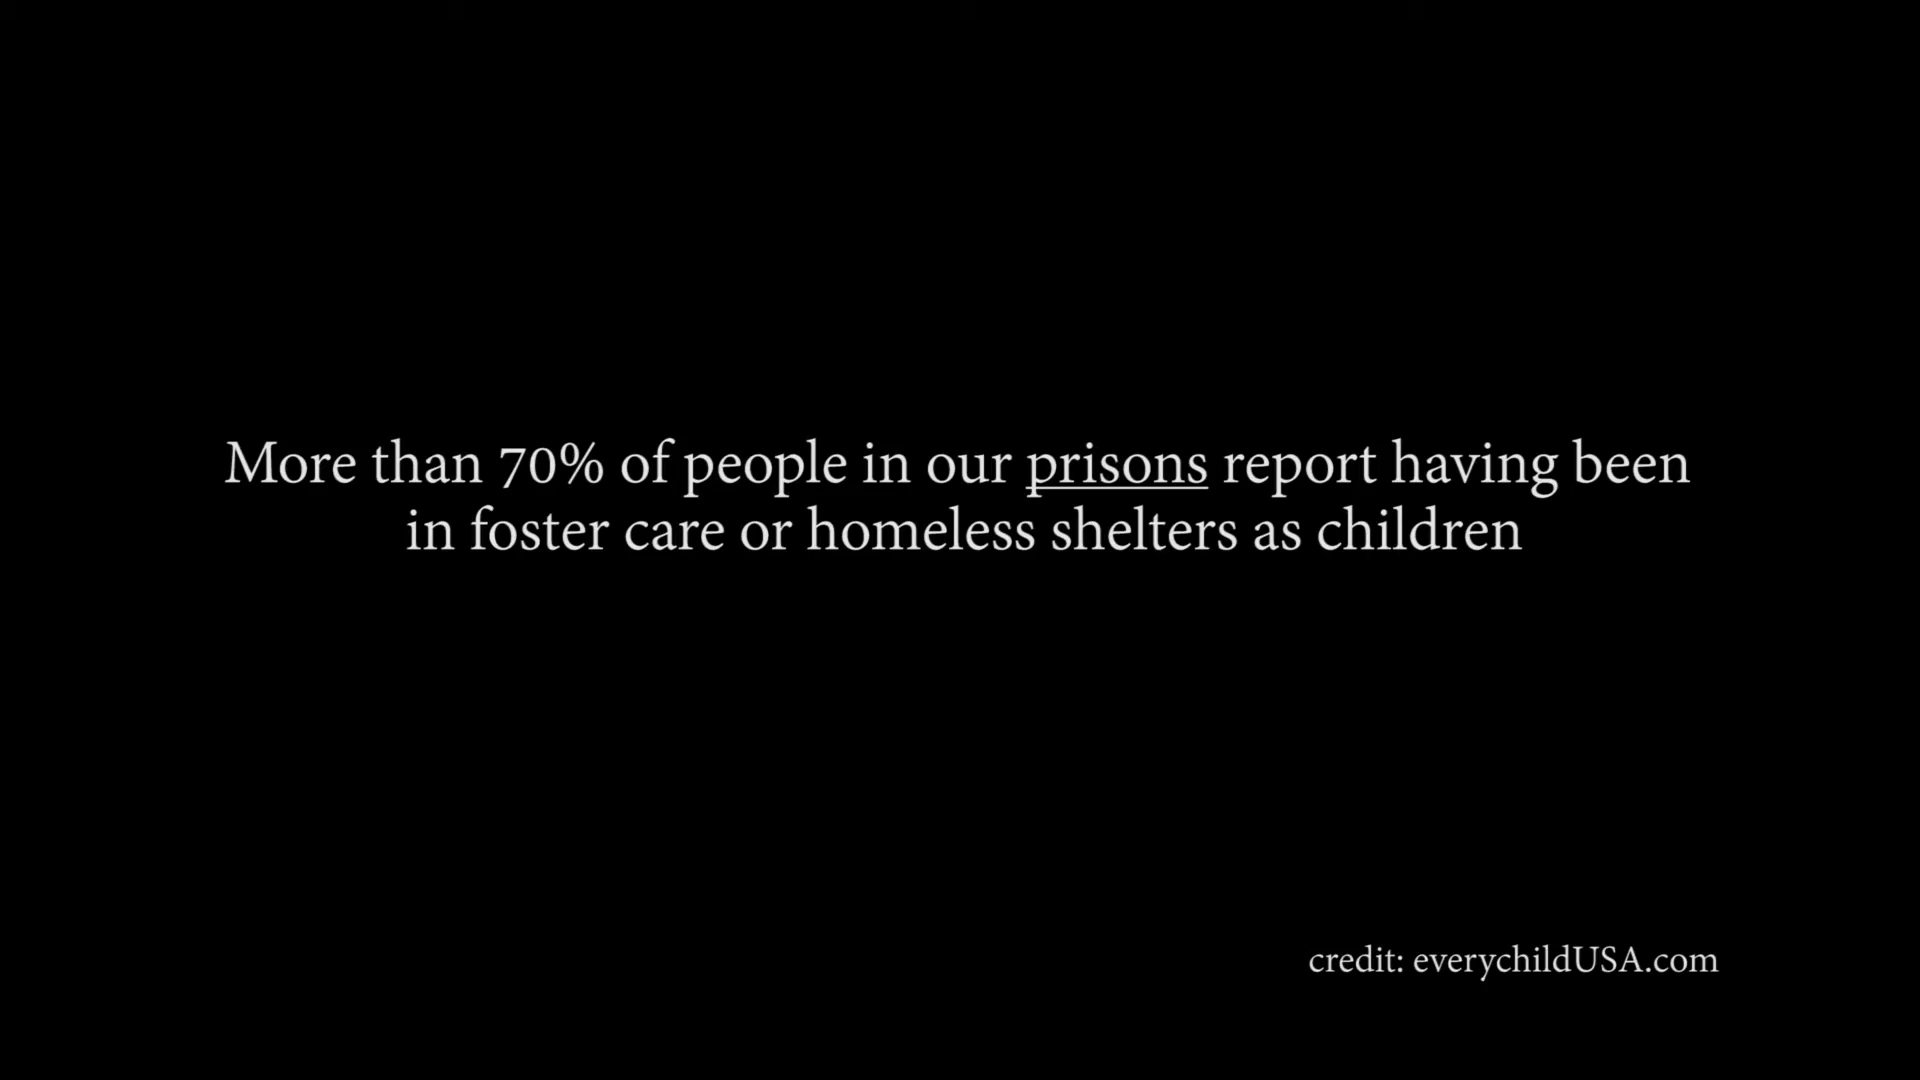 More than 70% of people in our prisons report having been
in foster care or homeless shelters as children
credit: everychildUSA.com